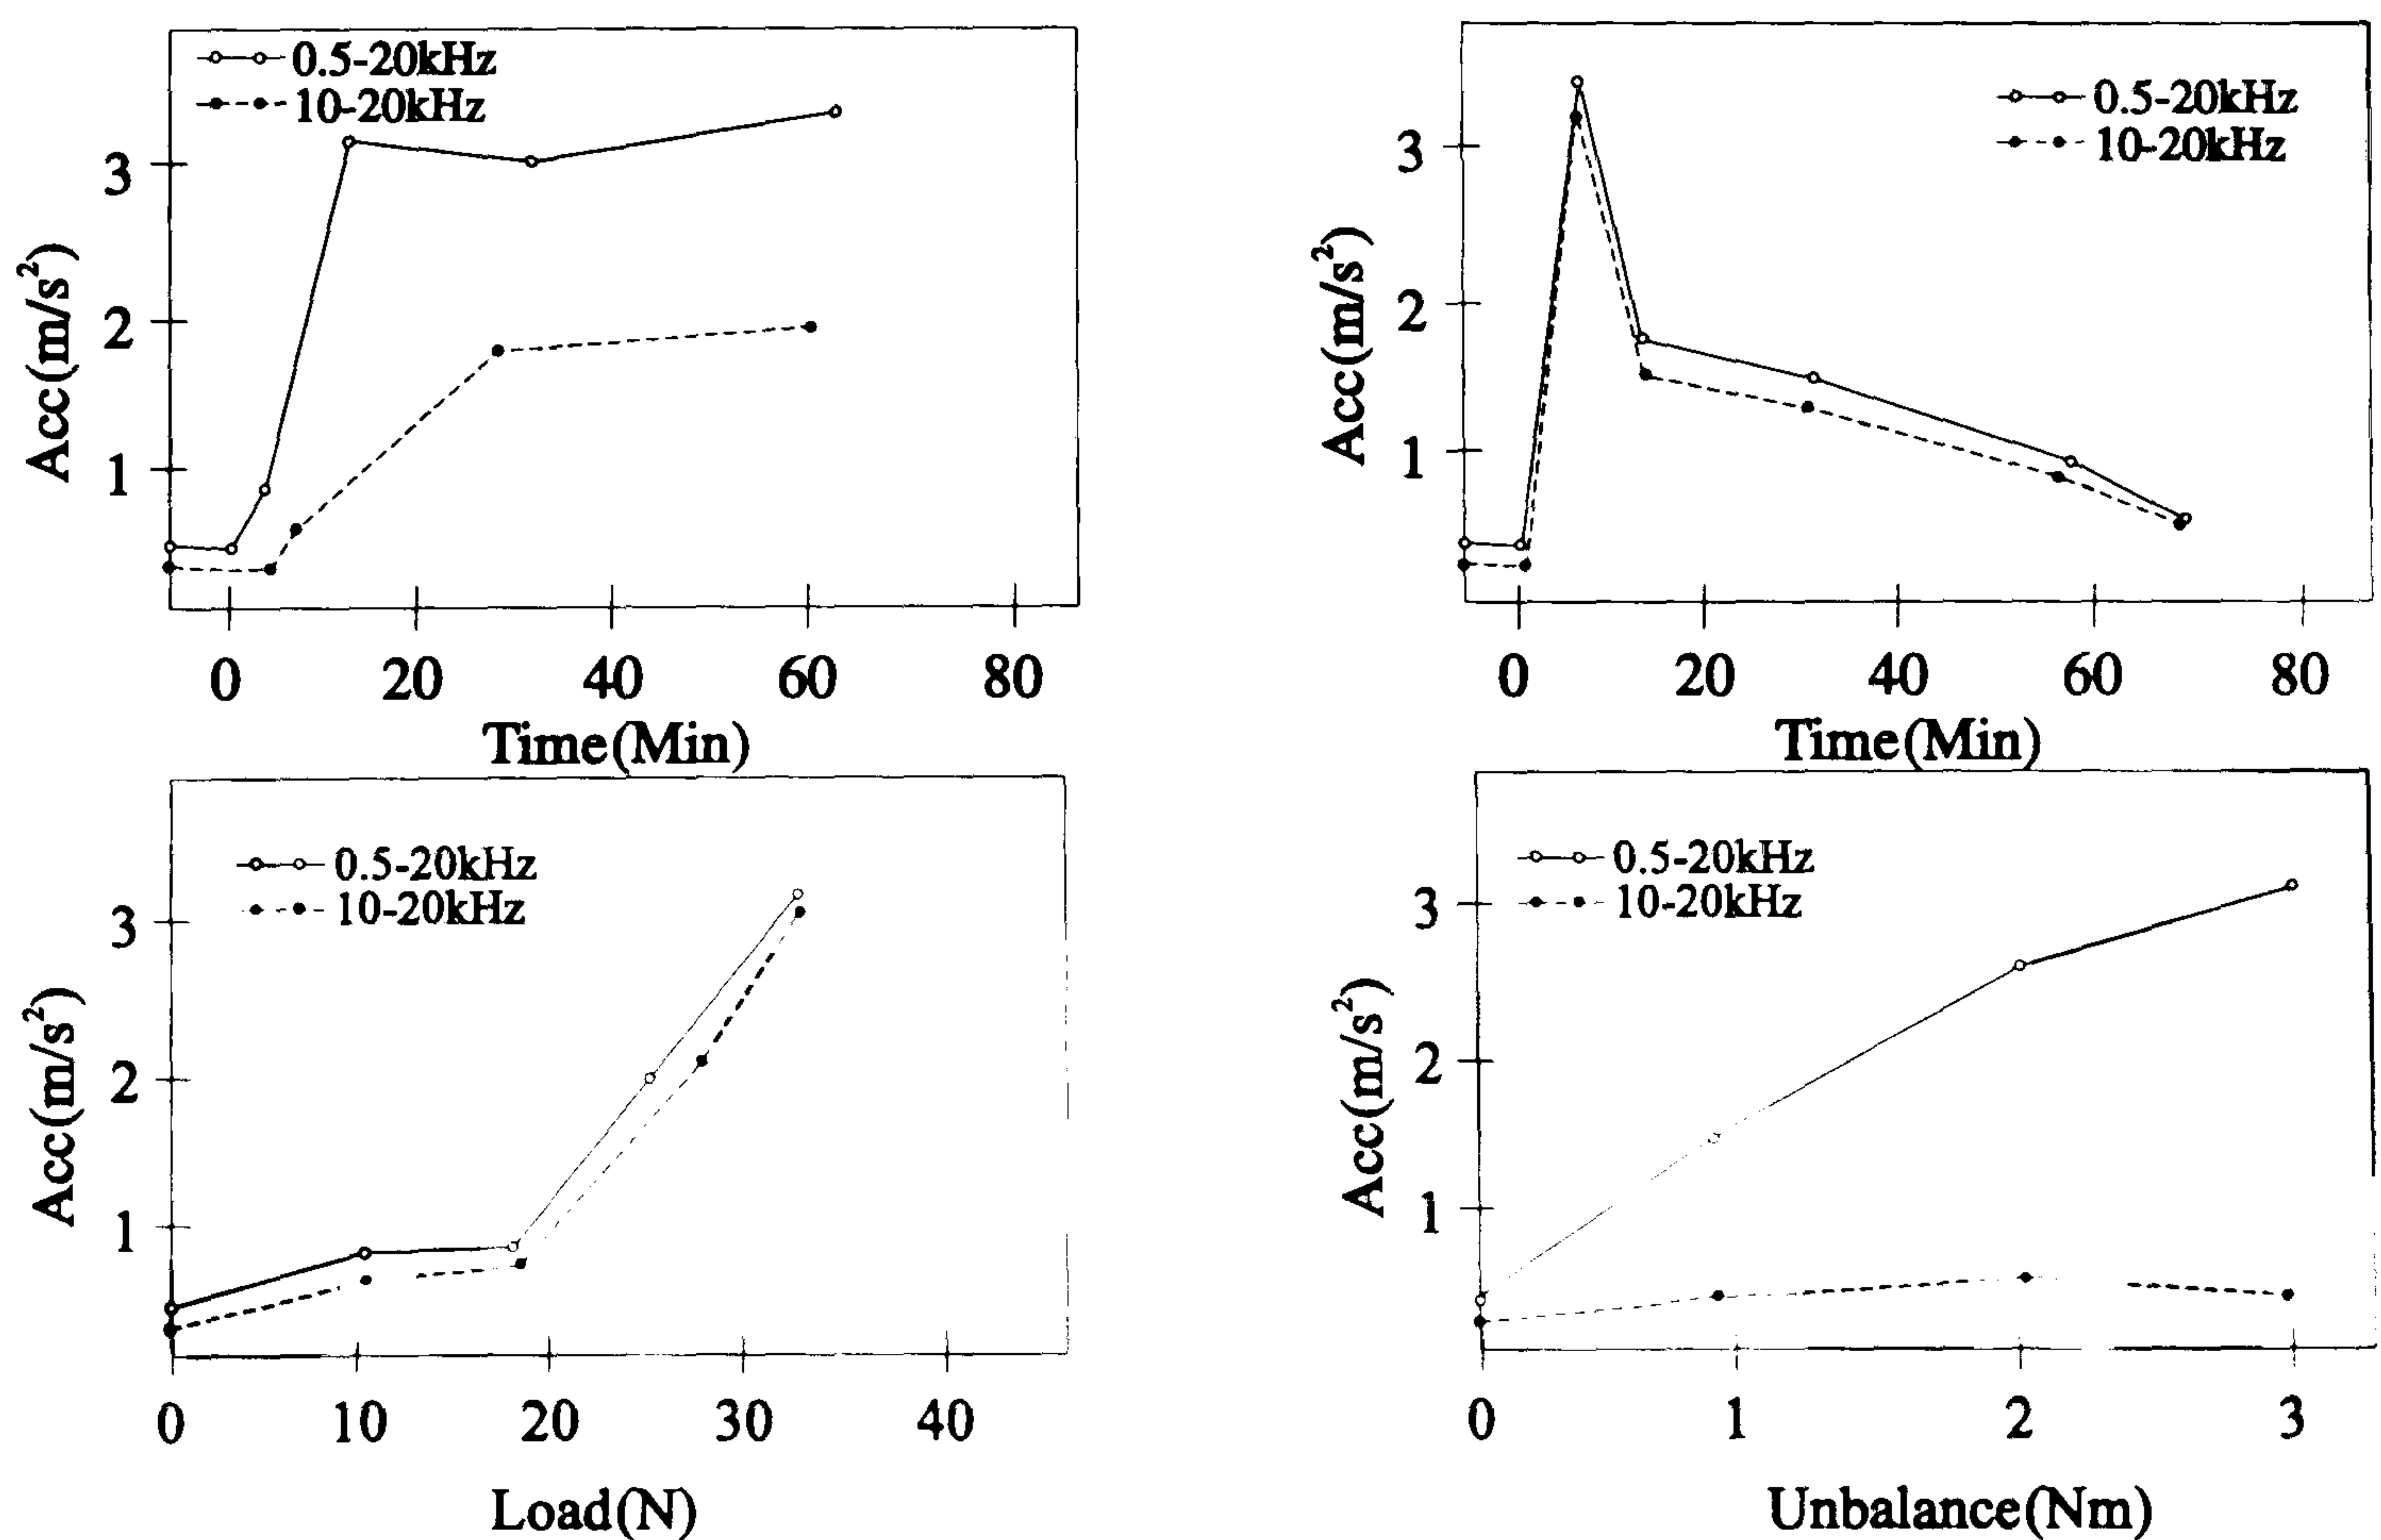 0.5-20kHz
10-20kHz
3
2
1
Acc(m/s²)
0 20 40 60 80
Time(Min)
0.5-20kHz
10-20kHz
3
2
1
Acc(m/s²)
0 20 40 60 80
Time(Min)
0.5-20kHz
10-20kHz
3
2
1
Acc(m/s²)
0 10 20 30 40
Load(N)
0.5-20kHz
10-20kHz
3
2
1
Acc(m/s²)
0 1 2 3
Unbalance(Nm)